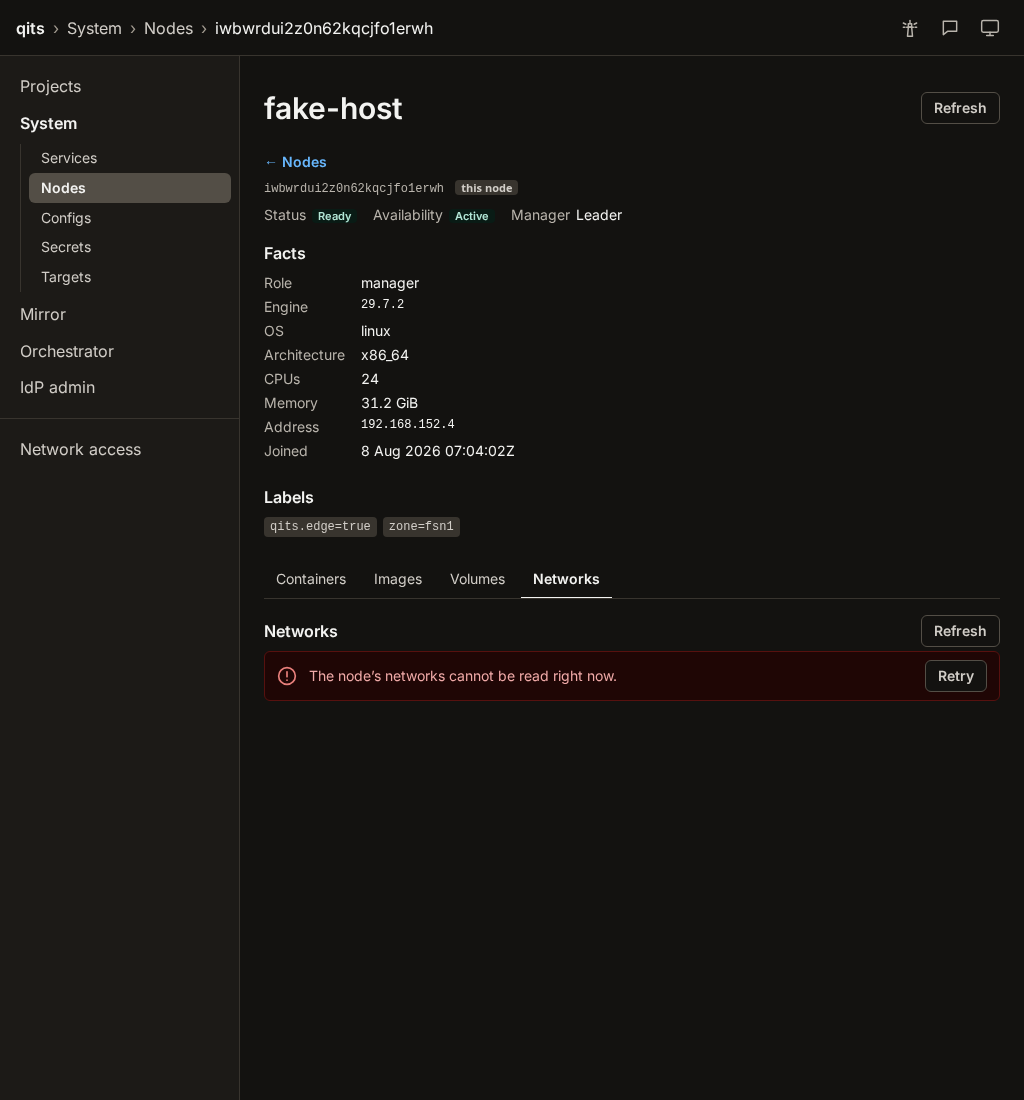 qits › System › Nodes › iwbwrdui2z0n62kqcjfo1erwh
Projects
System
Services
Nodes
Configs
Secrets
Targets
Mirror
Orchestrator
IdP admin
Network access
fake-host
Refresh
← Nodes
iwbwrdui2z0n62kqcjfo1erwh this node
Status Ready Availability Active Manager Leader
Facts
Role manager
Engine 29.7.2
OS linux
Architecture x86_64
CPUs 24
Memory 31.2 GiB
Address 192.168.152.4
Joined 8 Aug 2026 07:04:02Z
Labels
qits.edge=true zone=fsn1
Containers Images Volumes Networks
Networks Refresh
The node’s networks cannot be read right now. Retry